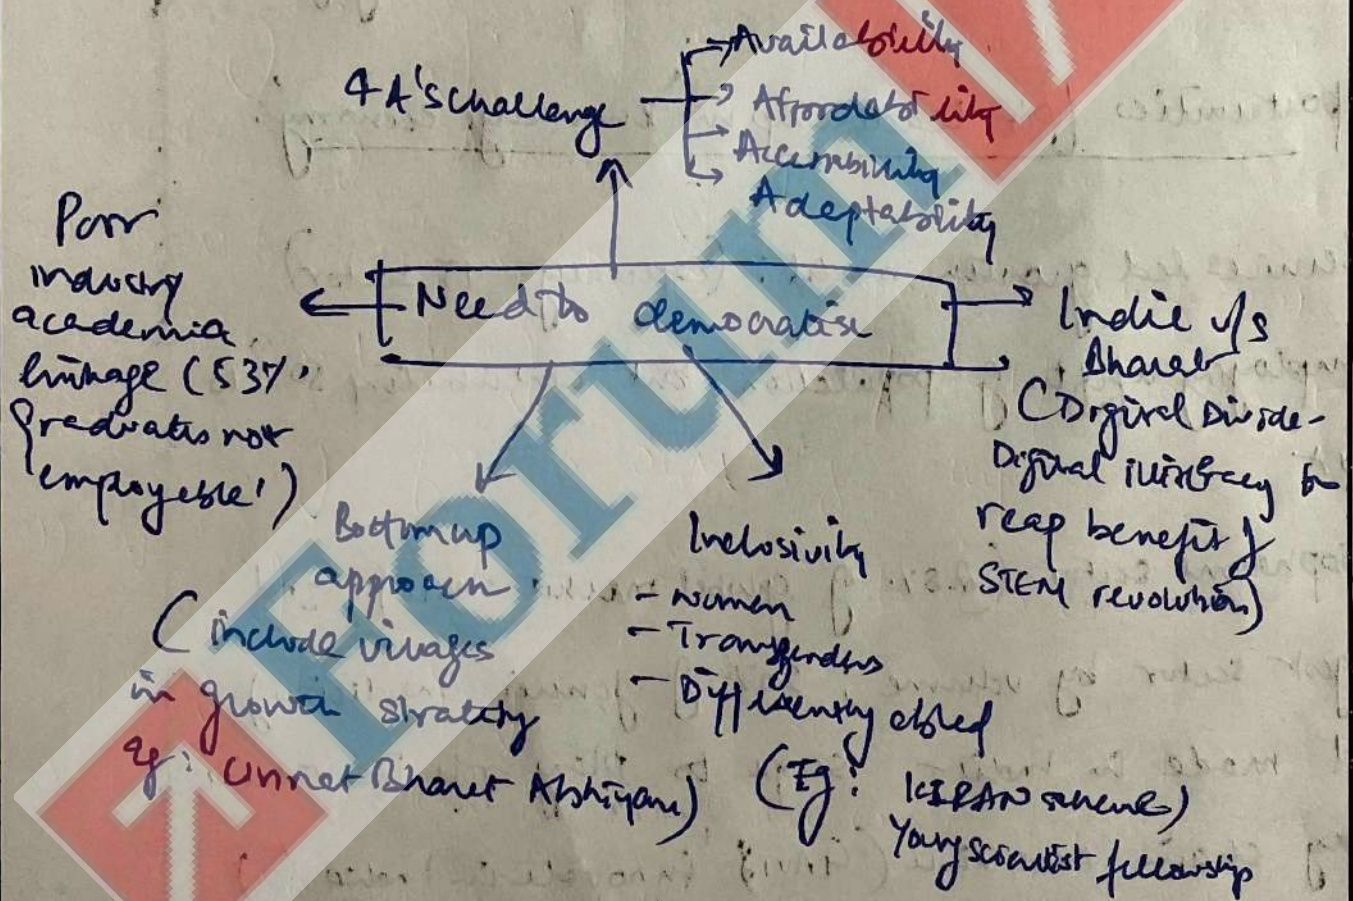 4 A's challenge
Availability
Affordability
Accessibility
Adaptability
Poor
industry
academia
linkage (53%
graduates not
'employable')
Need to democratise
India v/s
Bharat
(Digital Divide-
Digital illiteracy to
reap benefit of
STEM revolution)
Bottom up
approach
(include villages
in growth strategy
eg: Unnat Bharat Abhiyan)
Inclusivity
- women
- Transgenders
- Differently abled
(Eg: KIRAN scheme)
Young scientist fellowship
Forum